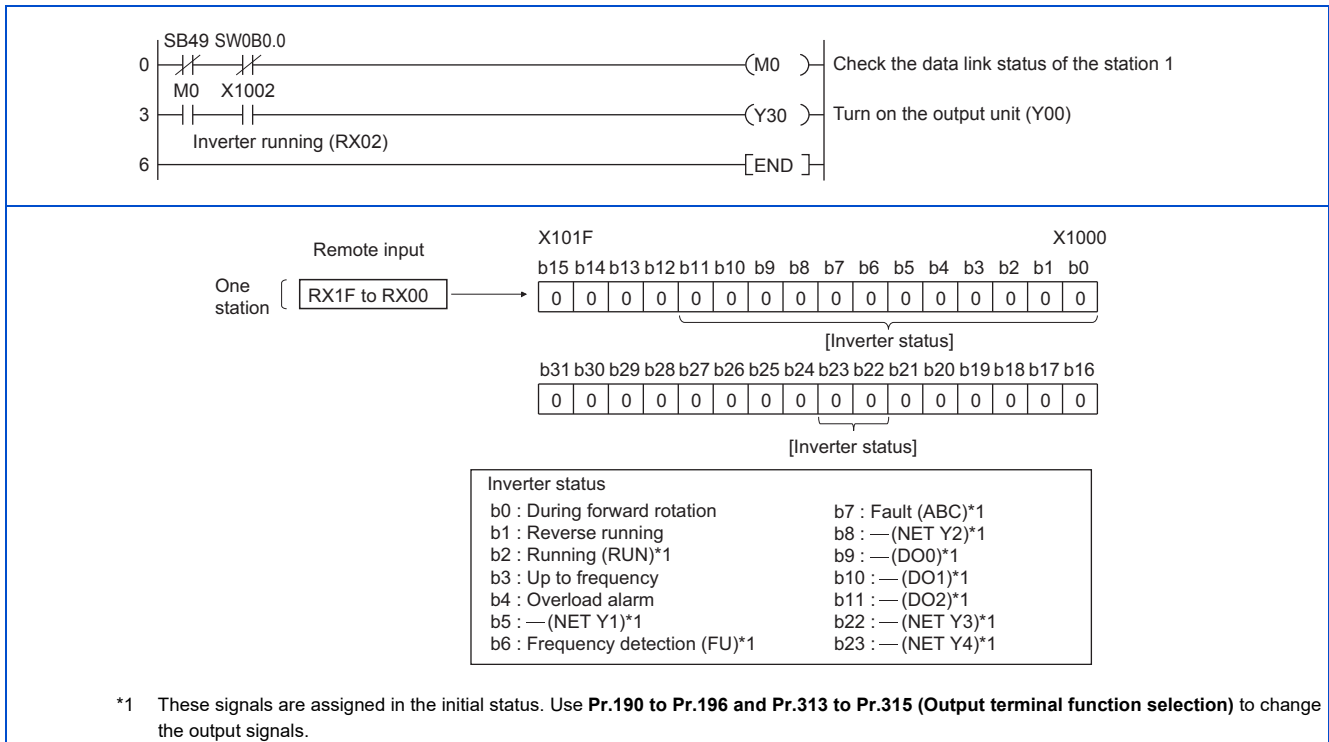 SB49 SW0B0.0
0 (M0 ) Check the data link status of the station 1
M0 X1002
3 (Y30 ) Turn on the output unit (Y00)
Inverter running (RX02)
6 [END ]
Remote input
X101F X1000
b15 b14 b13 b12 b11 b10 b9 b8 b7 b6 b5 b4 b3 b2 b1 b0
One station
RX1F to RX00
0 0 0 0 0 0 0 0 0 0 0 0 0 0 0 0
[Inverter status]
b31 b30 b29 b28 b27 b26 b25 b24 b23 b22 b21 b20 b19 b18 b17 b16
0 0 0 0 0 0 0 0 0 0 0 0 0 0 0 0
[Inverter status]
Inverter status
b0 : During forward rotation
b1 : Reverse running
b2 : Running (RUN)*1
b3 : Up to frequency
b4 : Overload alarm
b5 : — (NET Y1)*1
b6 : Frequency detection (FU)*1
b7 : Fault (ABC)*1
b8 : — (NET Y2)*1
b9 : — (DO0)*1
b10 : — (DO1)*1
b11 : — (DO2)*1
b22 : — (NET Y3)*1
b23 : — (NET Y4)*1
*1 These signals are assigned in the initial status. Use Pr.190 to Pr.196 and Pr.313 to Pr.315 (Output terminal function selection) to change
the output signals.